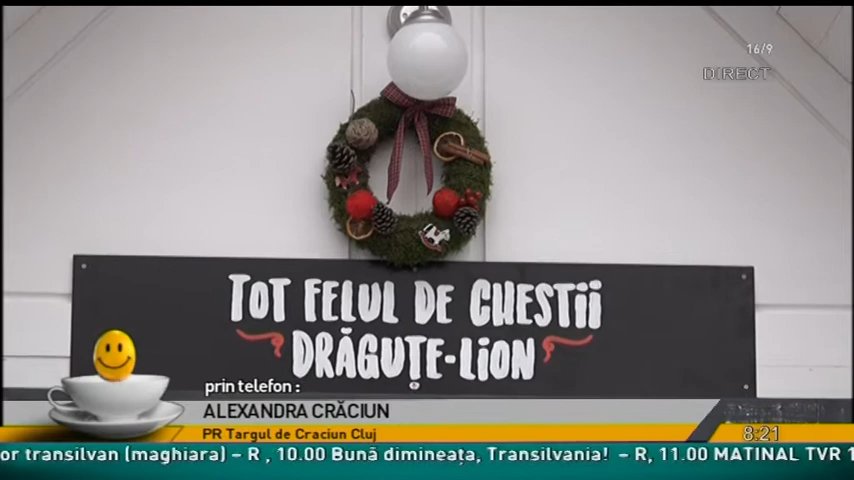 16/9
DIRECT
TOT FELUL DE CHESTII
DRĂGUȚE-LION
prin telefon :
ALEXANDRA CRĂCIUN
PR Targul de Craciun Cluj
8:21
or transilvan (maghiara) – R , 10.00 Bună dimineața, Transilvania! – R, 11.00 MATINAL TVR 1